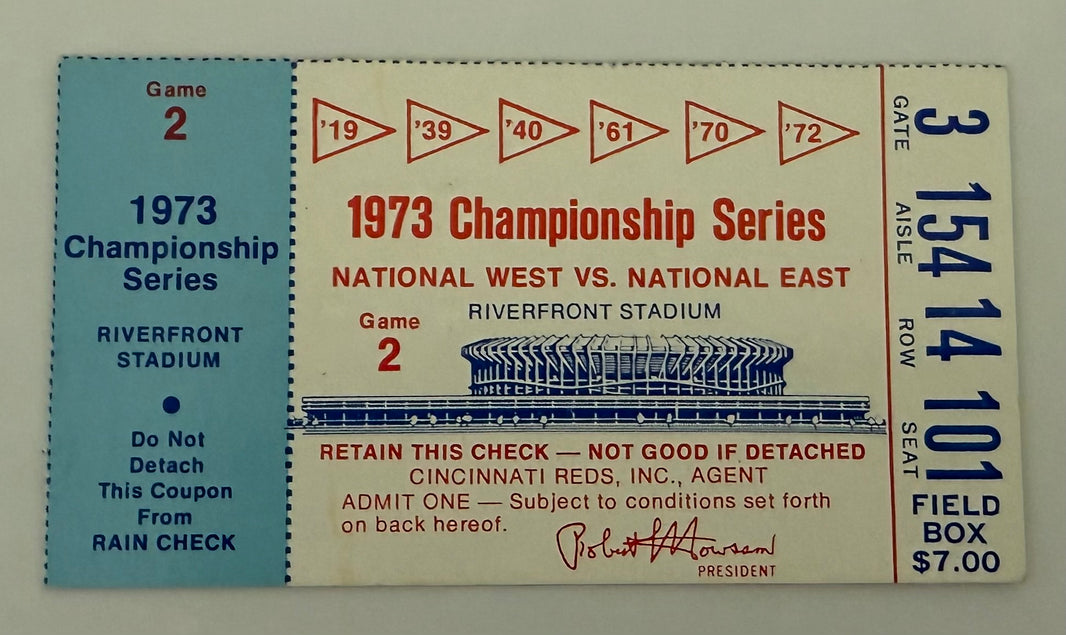 Game
2
1973
Championship
Series
RIVERFRONT
STADIUM
Do Not
Detach
This Coupon
From
RAIN CHECK
'19 '39 '40 '61 '70 '72
1973 Championship Series
NATIONAL WEST VS. NATIONAL EAST
RIVERFRONT STADIUM
Game
2
RETAIN THIS CHECK — NOT GOOD IF DETACHED
CINCINNATI REDS, INC., AGENT
ADMIT ONE — Subject to conditions set forth
on back hereof.
Robert L Howsam
PRESIDENT
GATE 3
AISLE 154
ROW 14
SEAT 101
FIELD
BOX
$7.00